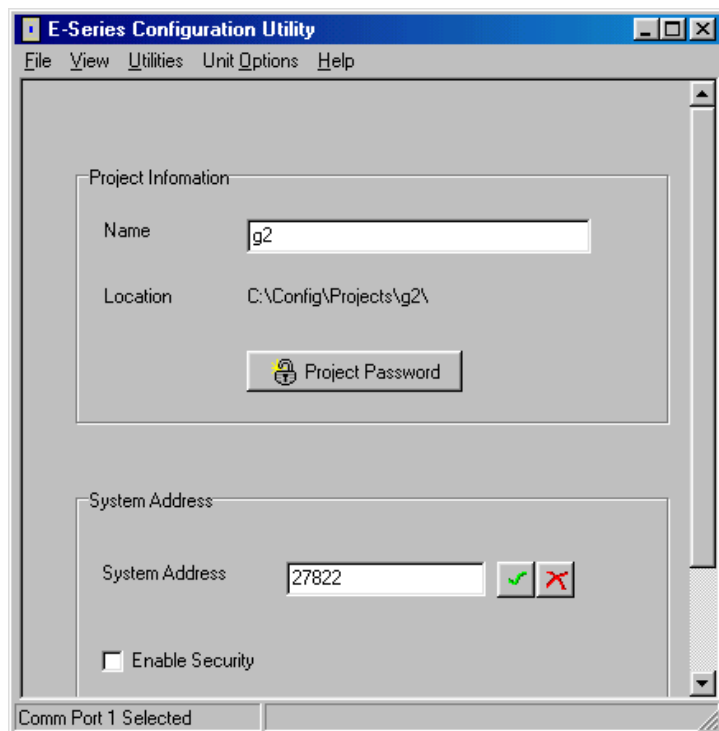 E-Series Configuration Utility
File View Utilities Unit Options Help
Project Infomation
Name g2
Location C:\Config\Projects\g2\
Project Password
System Address
System Address 27822
Enable Security
Comm Port 1 Selected